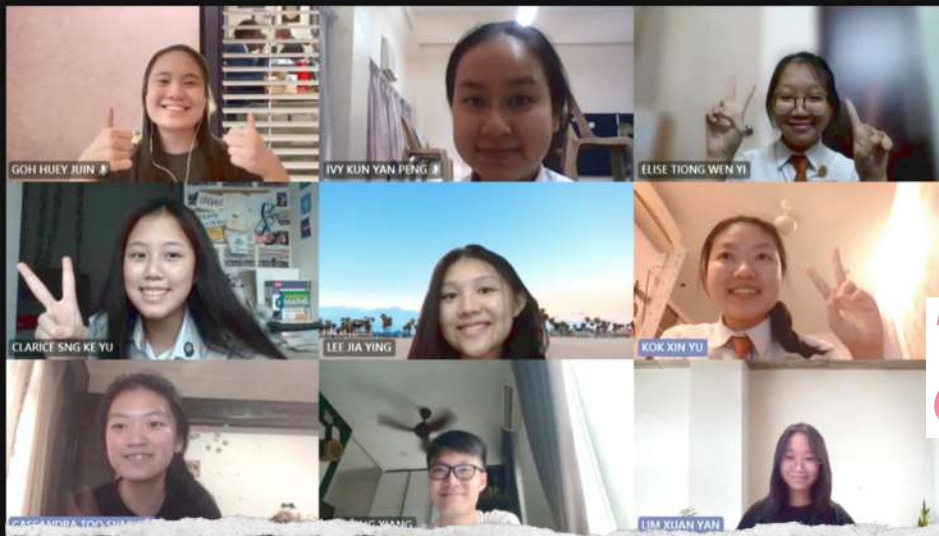 GOH HUEY JUIN
IVY KUN YAN PENG
ELISE TIONG WEN YI
CLARICE SNG KE YU
LEE JIA YING
KOK XIN YU
CASSANDRA TOO
XIANG
LIM XUAN YAN